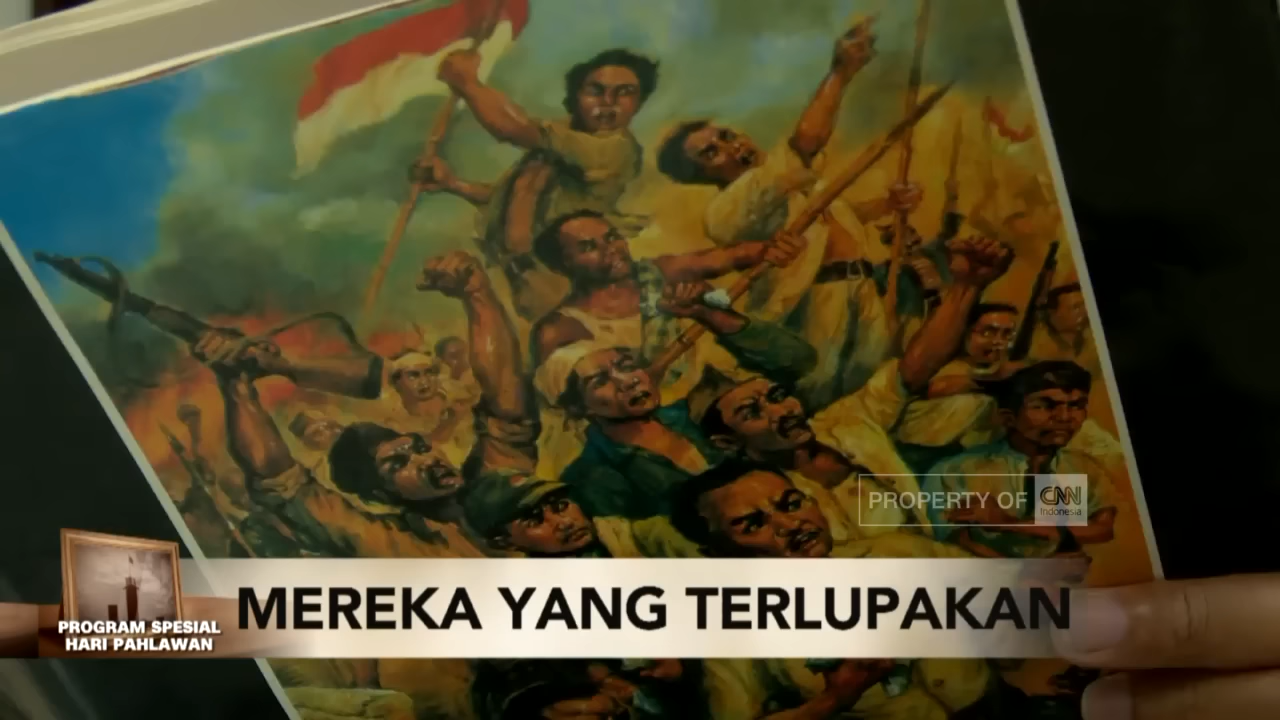 PROPERTY OF CNN
Indonesia
MEREKA YANG TERLUPAKAN
PROGRAM SPESIAL
HARI PAHLAWAN